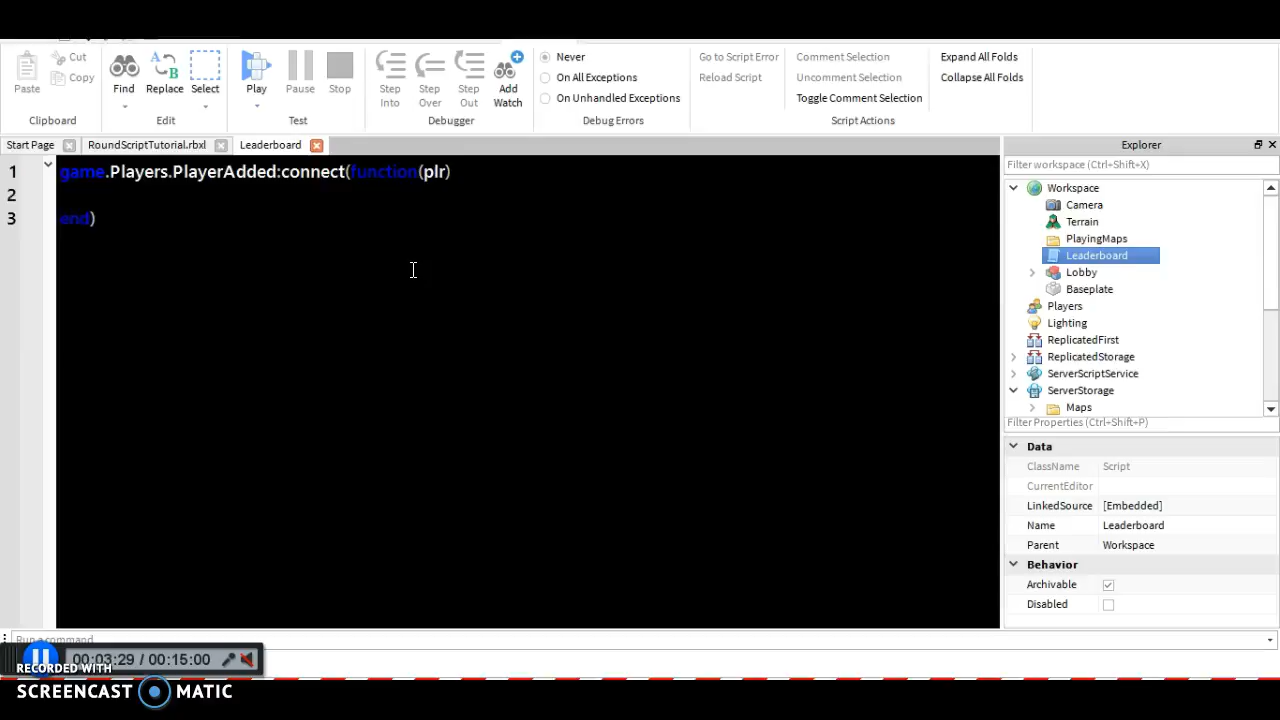 Paste
Cut
Copy
Clipboard
Find
Replace
Select
Edit
Play
Pause
Stop
Test
Step Into
Step Over
Step Out
Add Watch
Debugger
Never
On All Exceptions
On Unhandled Exceptions
Debug Errors
Go to Script Error
Reload Script
Comment Selection
Uncomment Selection
Toggle Comment Selection
Expand All Folds
Collapse All Folds
Script Actions
Start Page
RoundScriptTutorial.rbxl
Leaderboard
1 game.Players.PlayerAdded:connect(function(plr)
2
3 end)
Explorer
Filter workspace (Ctrl+Shift+X)
Workspace
Camera
Terrain
PlayingMaps
Leaderboard
Lobby
Baseplate
Players
Lighting
ReplicatedFirst
ReplicatedStorage
ServerScriptService
ServerStorage
Maps
Filter Properties (Ctrl+Shift+P)
Data
ClassName Script
CurrentEditor
LinkedSource [Embedded]
Name Leaderboard
Parent Workspace
Behavior
Archivable
Disabled
Run a command
00:03:29 / 00:15:00
RECORDED WITH
SCREENCAST MATIC